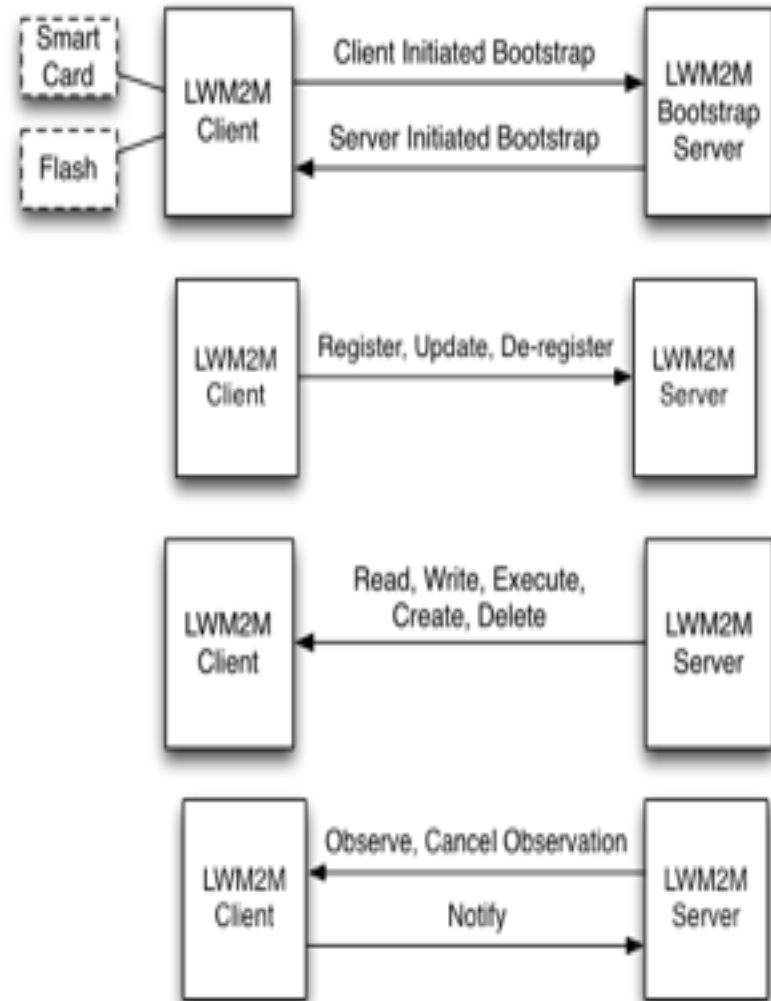 Smart
Card
Flash
LWM2M
Client
Client Initiated Bootstrap
Server Initiated Bootstrap
LWM2M
Bootstrap
Server
LWM2M
Client
Register, Update, De-register
LWM2M
Server
LWM2M
Client
Read, Write, Execute,
Create, Delete
LWM2M
Server
LWM2M
Client
Observe, Cancel Observation
Notify
LWM2M
Server